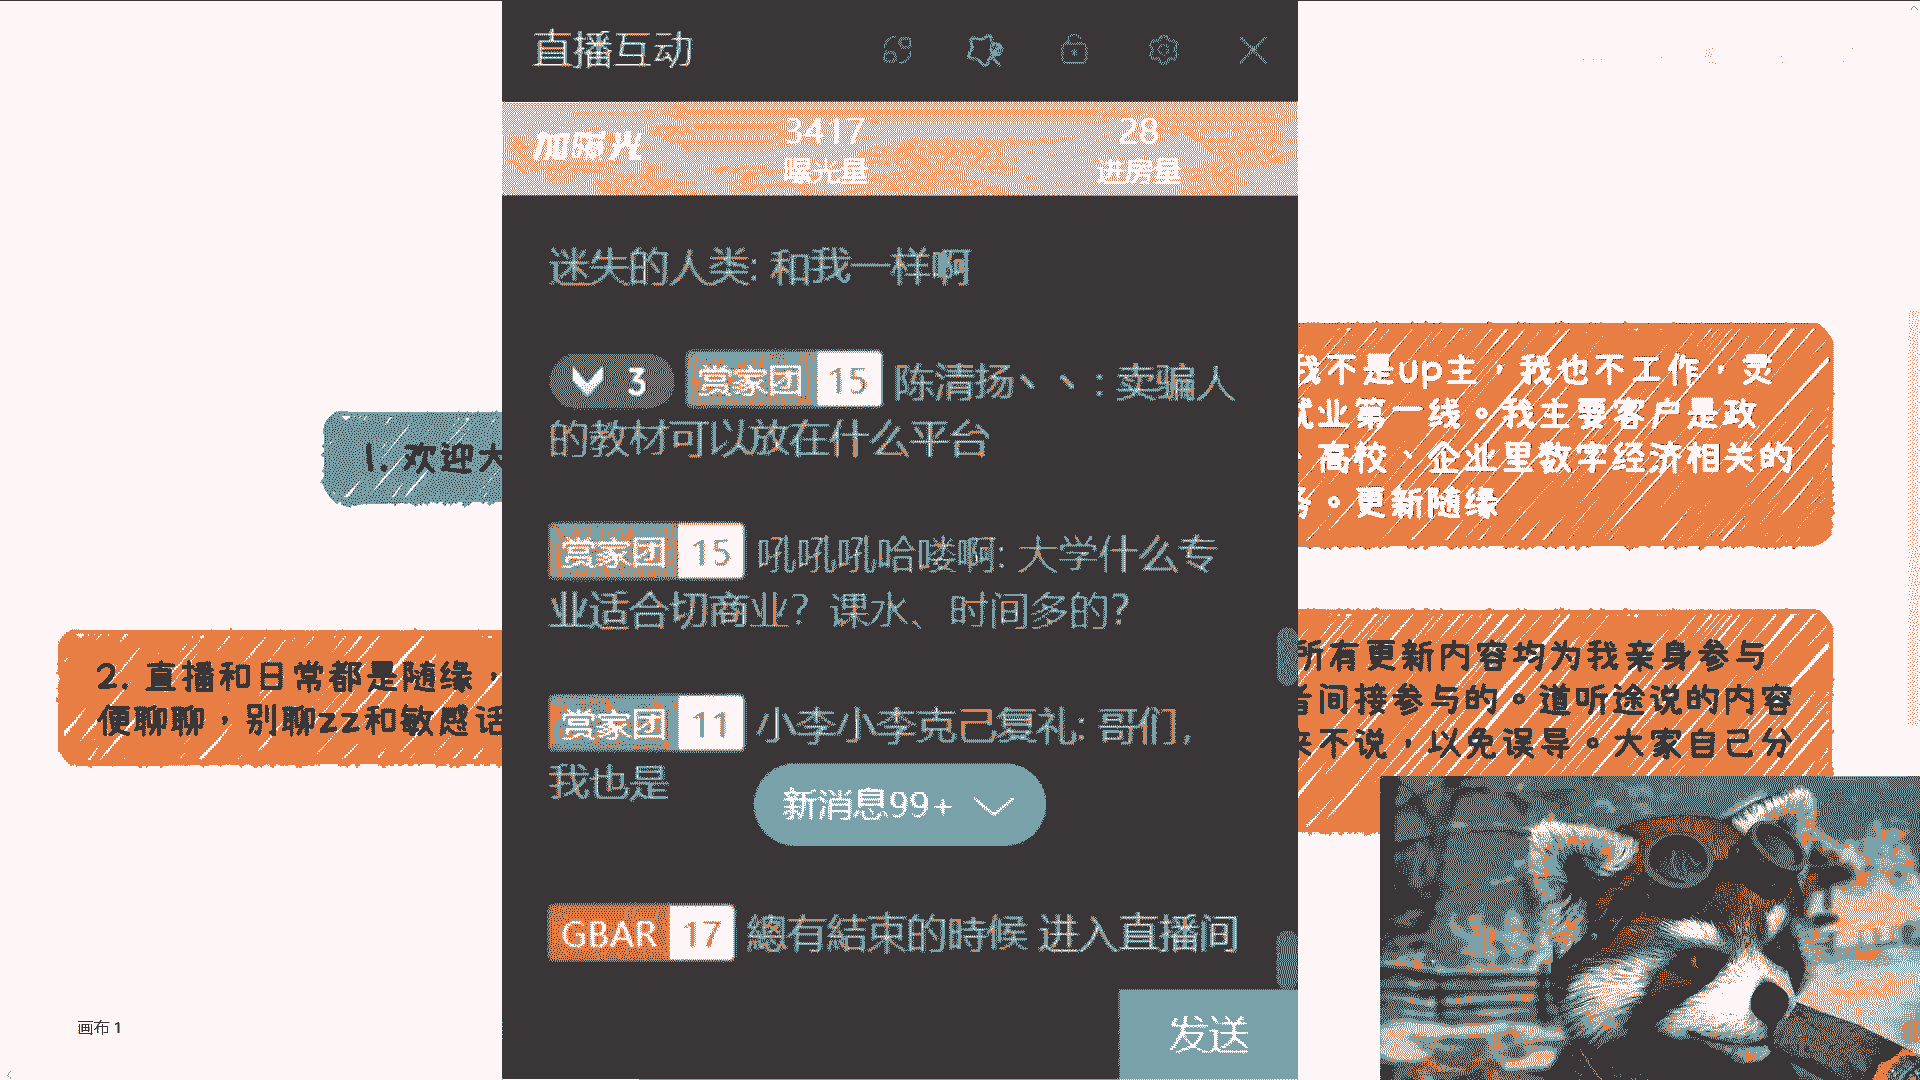 直播互动
加曝光
3417
曝光量
28
进房量
迷失的人类: 和我一样啊
3 赏家团 15 陈清扬丶丶: 卖骗人
的教材可以放在什么平台
赏家团 15 吼吼吼哈喽啊: 大学什么专
业适合切商业? 课水、时间多的?
赏家团 11 小李小李克己复礼: 哥们,
我也是
新消息99+
GBAR 17 總有結束的時候 进入直播间
发送
1. 欢迎大
2. 直播和日常都是随缘，
便聊聊，别聊zz和敏感话
我不是up主，我也不工作，灵
就业第一线。我主要客户是政
、高校、企业里数字经济相关的
务。更新随缘
所有更新内容均为我亲身参与
者间接参与的。道听途说的内容
来不说，以免误导。大家自己分
画布 1